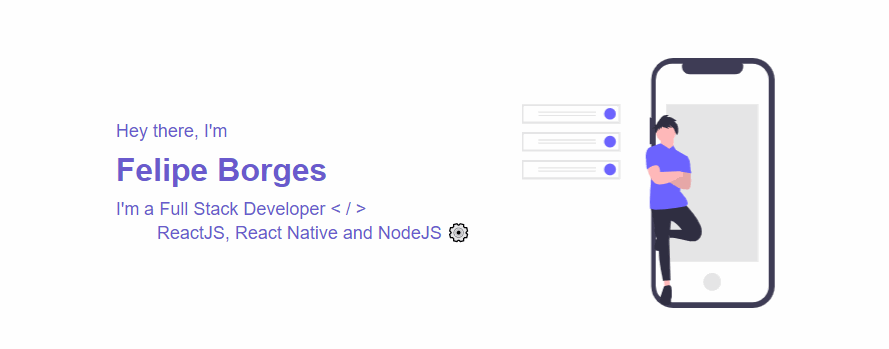 Hey there, I'm
Felipe Borges
I'm a Full Stack Developer < / >
ReactJS, React Native and NodeJS